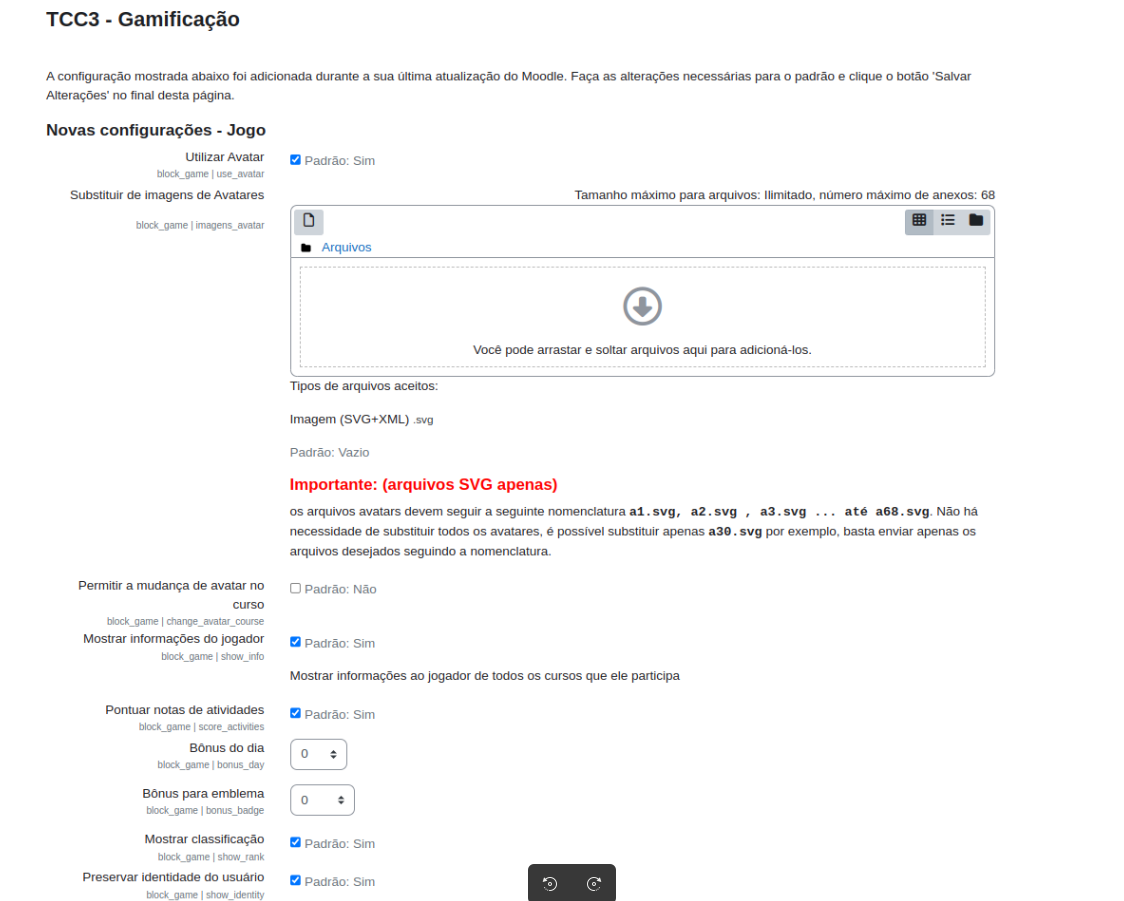 TCC3 - Gamificação
A configuração mostrada abaixo foi adicionada durante a sua última atualização do Moodle. Faça as alterações necessárias para o padrão e clique o botão 'Salvar
Alterações' no final desta página.
Novas configurações - Jogo
Utilizar Avatar
block_game | use_avatar
Padrão: Sim
Substituir de imagens de Avatares
block_game | imagens_avatar
Tamanho máximo para arquivos: Ilimitado, número máximo de anexos: 68
Arquivos
Você pode arrastar e soltar arquivos aqui para adicioná-los.
Tipos de arquivos aceitos:
Imagem (SVG+XML) .svg
Padrão: Vazio
Importante: (arquivos SVG apenas)
os arquivos avatars devem seguir a seguinte nomenclatura a1.svg, a2.svg , a3.svg ... até a68.svg. Não há
necessidade de substituir todos os avatares, é possível substituir apenas a30.svg por exemplo, basta enviar apenas os
arquivos desejados seguindo a nomenclatura.
Permitir a mudança de avatar no
curso
block_game | change_avatar_course
Padrão: Não
Mostrar informações do jogador
block_game | show_info
Padrão: Sim
Mostrar informações ao jogador de todos os cursos que ele participa
Pontuar notas de atividades
block_game | score_activities
Padrão: Sim
Bônus do dia
block_game | bonus_day
0
Bônus para emblema
block_game | bonus_badge
0
Mostrar classificação
block_game | show_rank
Padrão: Sim
Preservar identidade do usuário
block_game | show_identity
Padrão: Sim